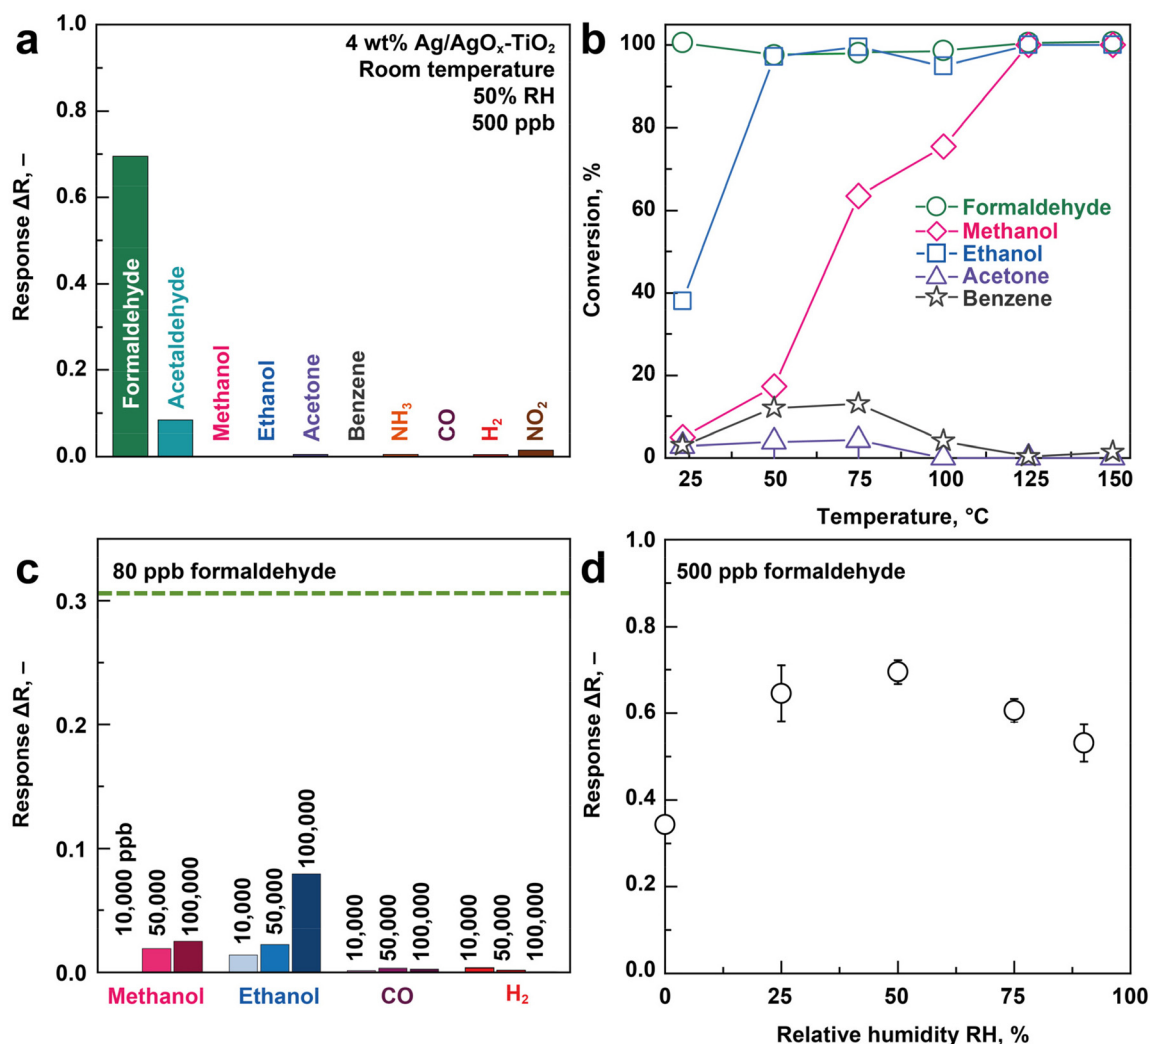 a
1.0
0.8
0.6
0.4
0.2
0.0
Response ΔR, –
4 wt% Ag/AgOₓ-TiO₂
Room temperature
50% RH
500 ppb
Formaldehyde
Acetaldehyde
Methanol
Ethanol
Acetone
Benzene
NH₃
CO
H₂
NO₂
b
100
80
60
40
20
0
Conversion, %
Formaldehyde
Methanol
Ethanol
Acetone
Benzene
25 50 75 100 125 150
Temperature, °C
c
80 ppb formaldehyde
0.3
0.2
0.1
0.0
Response ΔR, –
10,000 ppb
50,000
100,000
10,000
50,000
100,000
10,000
50,000
100,000
10,000
50,000
100,000
Methanol Ethanol CO H₂
d
500 ppb formaldehyde
1.0
0.8
0.6
0.4
0.2
0.0
Response ΔR, –
0 25 50 75 100
Relative humidity RH, %